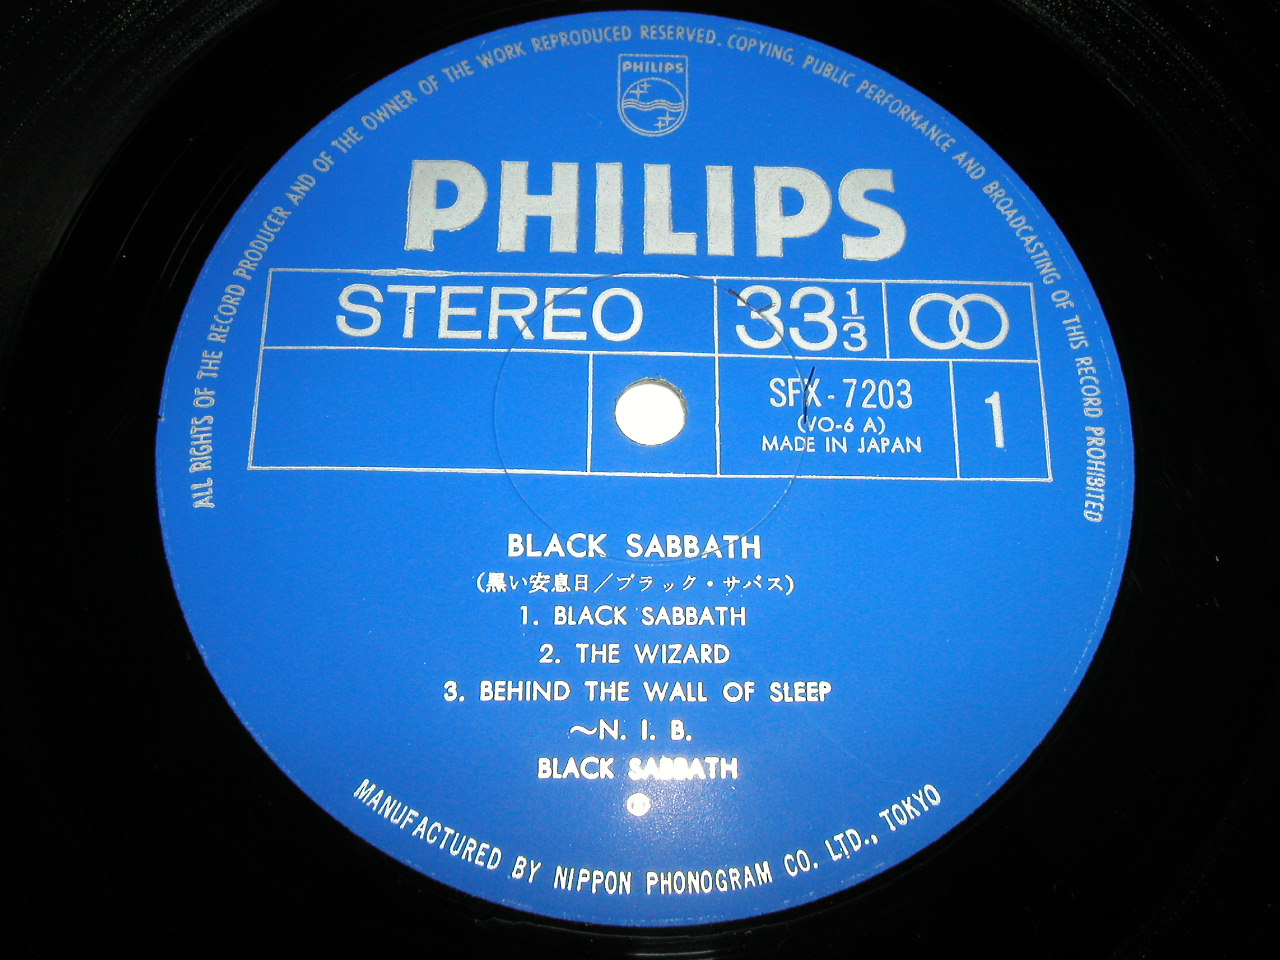 ALL RIGHTS OF THE RECORD PRODUCER AND OF THE OWNER OF THE WORK REPRODUCED RESERVED. COPYING, PUBLIC PERFORMANCE AND BROADCASTING OF THIS RECORD PROHIBITED
PHILIPS
PHILIPS
STEREO 33 1/3
SFX-7203
(VO-6 A)
MADE IN JAPAN
1
BLACK SABBATH
(黒い安息日/ブラック・サバス)
1. BLACK SABBATH
2. THE WIZARD
3. BEHIND THE WALL OF SLEEP
~N. I. B.
BLACK SABBATH
MANUFACTURED BY NIPPON PHONOGRAM CO. LTD., TOKYO